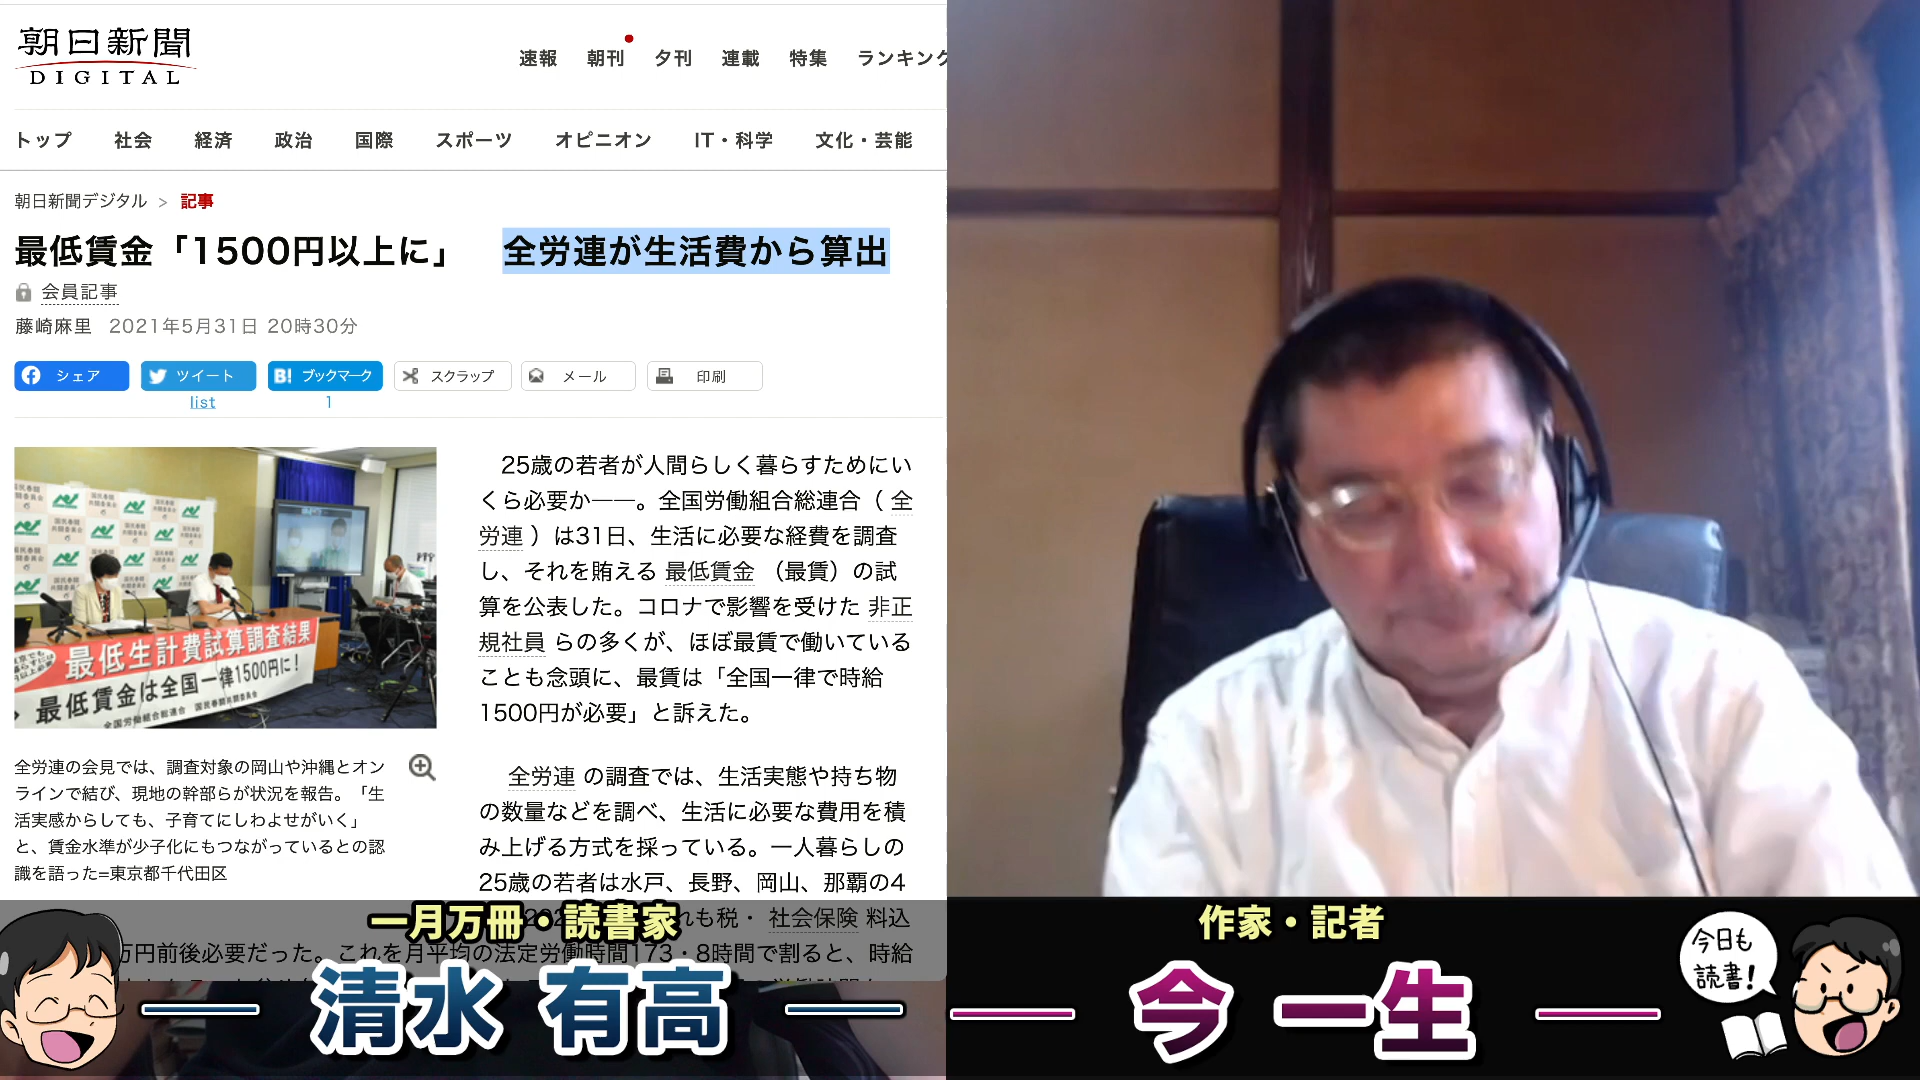 朝日新聞
DIGITAL
速報 朝刊 夕刊 連載 特集 ランキング
トップ 社会 経済 政治 国際 スポーツ オピニオン IT・科学 文化・芸能
朝日新聞デジタル > 記事
最低賃金「1500円以上に」 全労連が生活費から算出
会員記事
藤崎麻里 2021年5月31日 20時30分
シェア ツイート B! ブックマーク スクラップ メール 印刷
list 1
最低生計費試算調査結果
最低賃金は全国一律1500円に!
全国労働組合総連合 国民春闘共闘委員会
全労連の会見では、調査対象の岡山や沖縄とオン
ラインで結び、現地の幹部らが状況を報告。「生
活実感からしても、子育てにしわよせがいく」
と、賃金水準が少子化にもつながっているとの認
識を語った=東京都千代田区
25歳の若者が人間らしく暮らすためにい
くら必要か――。全国労働組合総連合（ 全
労連 ）は31日、生活に必要な経費を調査
し、それを賄える 最低賃金 （最賃）の試
算を公表した。コロナで影響を受けた 非正
規社員 らの多くが、ほぼ最賃で働いている
ことも念頭に、最賃は「全国一律で時給
1500円が必要」と訴えた。
全労連 の調査では、生活実態や持ち物
の数量などを調べ、生活に必要な費用を積
み上げる方式を採っている。一人暮らしの
25歳の若者は水戸、長野、岡山、那覇の4
れも税・ 社会保険 料込
万円前後必要だった。これを月平均の法定労働時間173・8時間で割ると、時給
一月万冊・読書家
清水 有高
作家・記者
今 一生
今日も
読書!